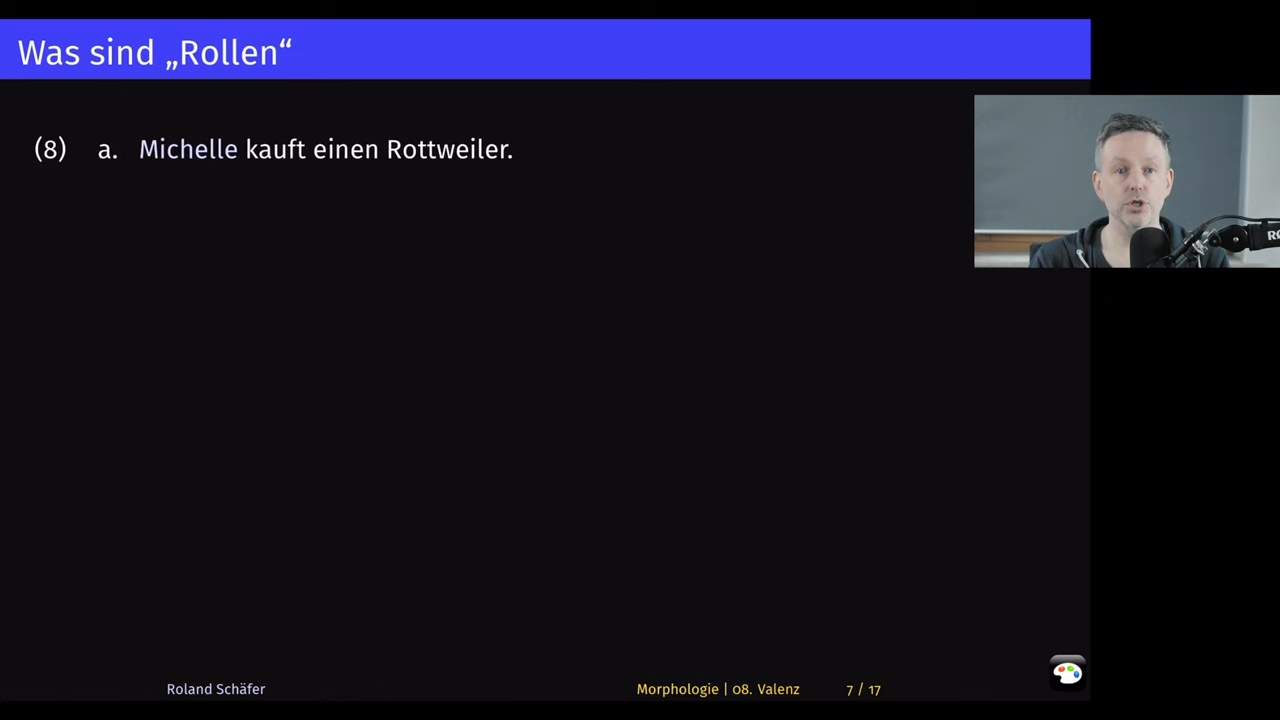 Was sind „Rollen“
(8) a. Michelle kauft einen Rottweiler.
Roland Schäfer
Morphologie | 08. Valenz 7 / 17